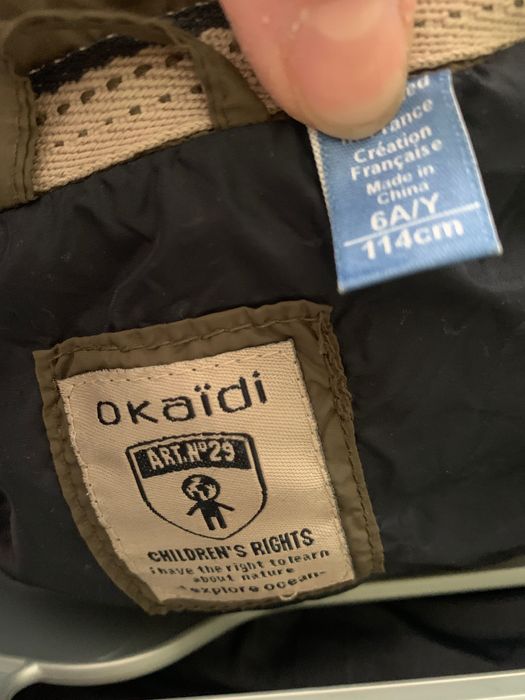 France
Création
Française
Made in
China
6A/Y
114cm
OKaïdi
ART.Nº29
CHILDREN'S RIGHTS
i have the right to learn
about nature
explore ocean